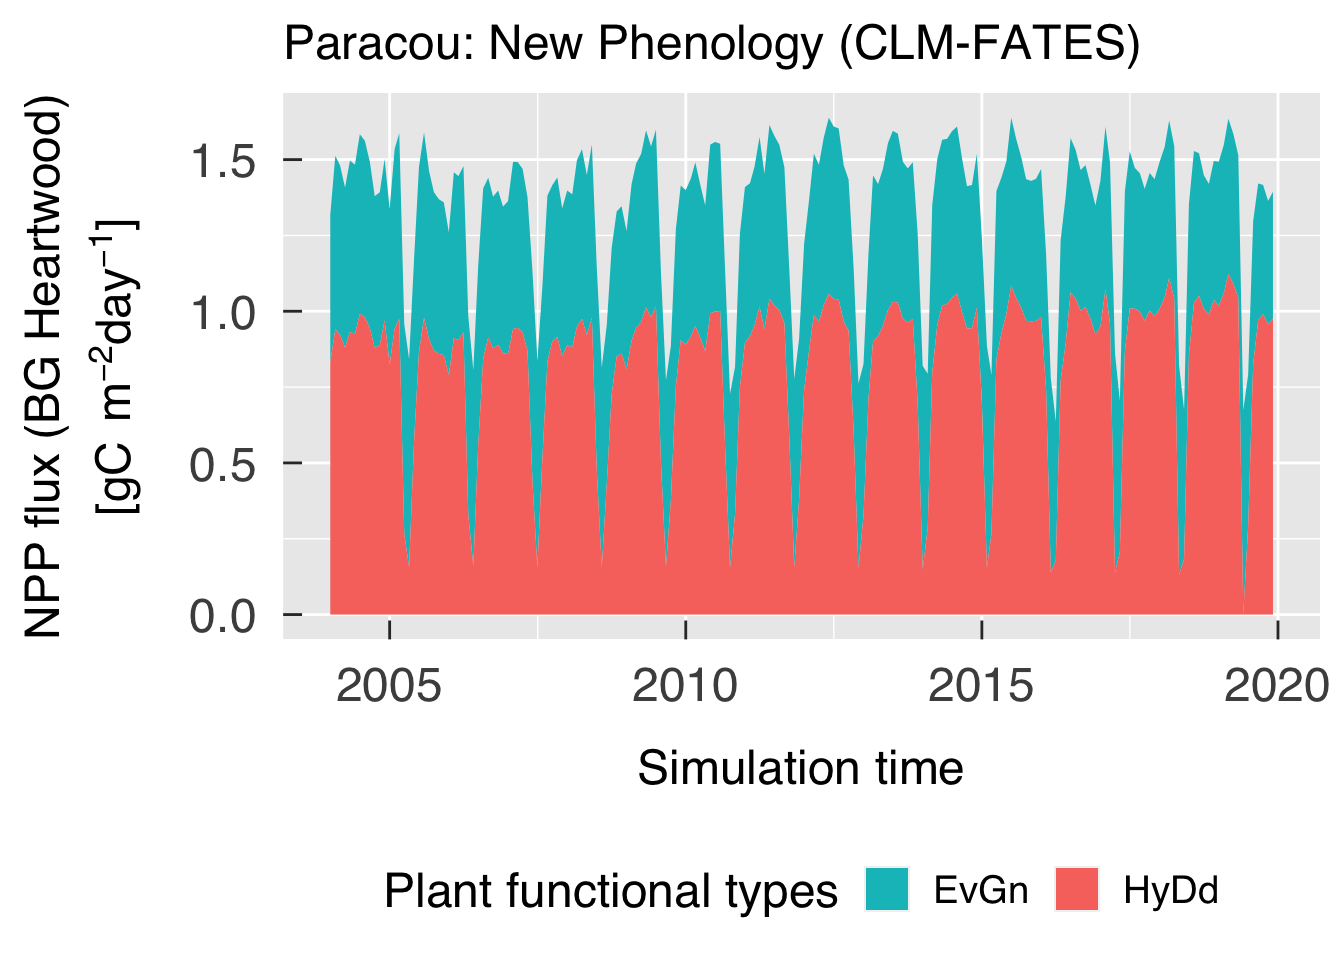 Paracou: New Phenology (CLM-FATES)
NPP flux (BG Heartwood)
[gC m⁻²day⁻¹]
1.5
1.0
0.5
0.0
2005 2010 2015 2020
Simulation time
Plant functional types EvGn HyDd